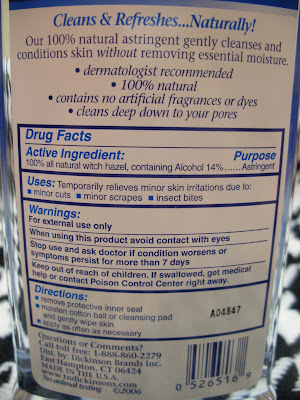 Cleans & Refreshes...Naturally!
Our 100% natural astringent gently cleanses and
conditions skin without removing essential moisture.
• dermatologist recommended
• 100% natural
• contains no artificial fragrances or dyes
• cleans deep down to your pores
Drug Facts
Active Ingredient: Purpose
100% all natural witch hazel, containing Alcohol 14%......Astringent
Uses: Temporarily relieves minor skin irritations due to:
■ minor cuts ■ minor scrapes ■ insect bites
Warnings:
For external use only
When using this product avoid contact with eyes
Stop use and ask doctor if condition worsens or
symptoms persist for more than 7 days
Keep out of reach of children. If swallowed, get medical
help or contact Poison Control Center right away.
Directions:
■ remove protective inner seal
■ moisten cotton ball or cleansing pad
and gently wipe skin
■ apply as often as necessary
A04847
Questions or Comments?
Call toll free: 1-888-860-2279
Dist. by: Dickinson Brands Inc.
East Hampton, CT 06424
MADE IN THE U.S.A.
www.tndickinsons.com
No animal testing ©2006
0 526516 9